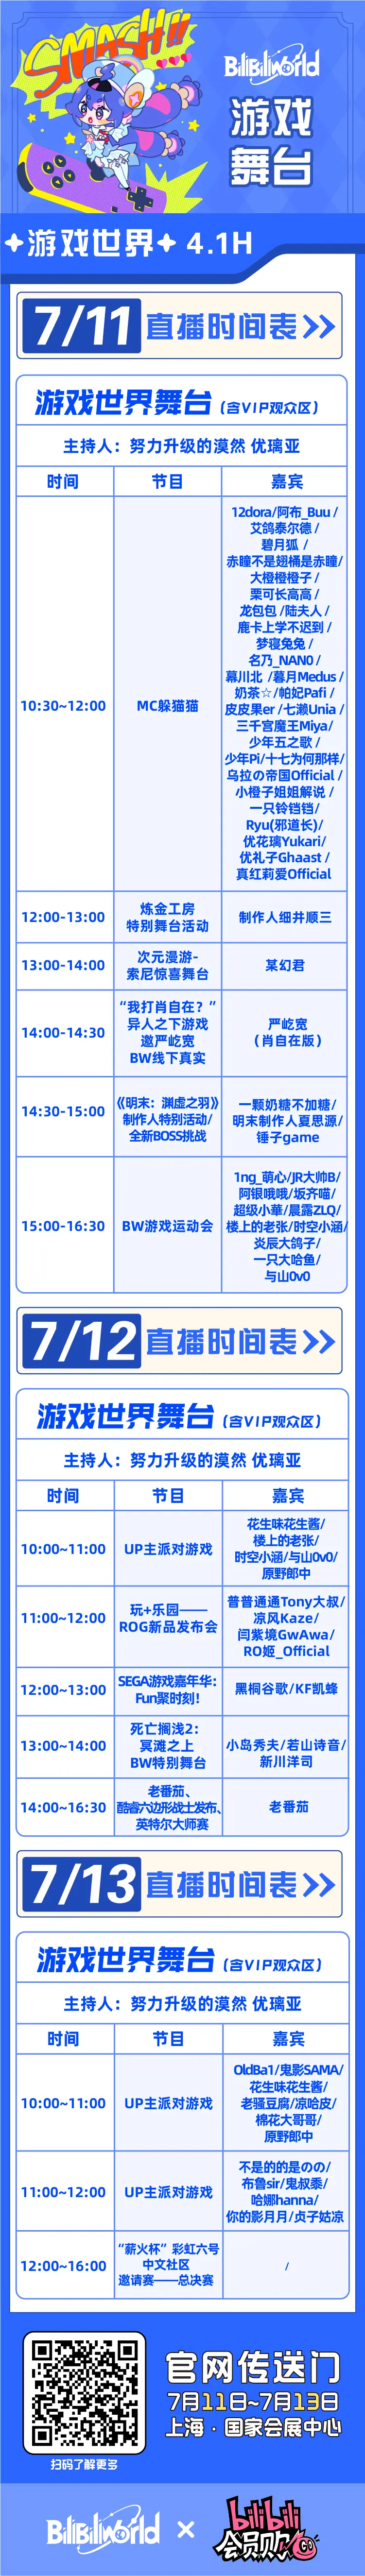 SMASH!!
BilibiliWorld
游戏
舞台
游戏世界 4.1H
7/11 直播时间表
游戏世界舞台（含VIP观众区）
主持人：努力升级的漠然 优璃亚
时间 节目 嘉宾
12dora/阿布_Buu /
艾鸽泰尔德 /
碧月狐 /
赤瞳不是翅桶是赤瞳/
大橙橙橙子 /
栗可长高高 /
龙包包 /陆夫人 /
鹿卡上学不迟到 /
梦寝兔兔 /
名乃_NAN0 /
幕川北 /暮月Medus /
奶茶☆/帕妃Pafi /
皮皮果er /七濑Unia /
10:30~12:00 MC躲猫猫
三千宫魔王Miya/
少年五之歌 /
少年Pi/十七为何那样/
乌拉の帝国Official /
小橙子姐姐解说 /
一只铃铛铛/
Ryu(邪道长)/
优花璃Yukari/
优礼子Ghaast /
真红莉爱Official
12:00-13:00
炼金工房
特别舞台活动
制作人细井顺三
13:00-14:00
次元漫游-
索尼惊喜舞台
某幻君
14:00-14:30
“我打肖自在？”
异人之下游戏
邀严屹宽
BW线下真实
严屹宽
（肖自在版）
14:30-15:00
《明末：渊虚之羽》
制作人特别活动/
全新BOSS挑战
一颗奶糖不加糖/
明末制作人夏思源/
锤子game
15:00-16:30
BW游戏运动会
1ng_萌心/JR大帅B/
阿银哦哦/坂齐喵/
超级小華/晨露ZLQ/
楼上的老张/时空小涵/
炎辰大鸽子/
一只大哈鱼/
与山0v0
7/12 直播时间表
游戏世界舞台（含VIP观众区）
主持人：努力升级的漠然 优璃亚
时间 节目 嘉宾
10:00~11:00
UP主派对游戏
花生味花生酱/
楼上的老张/
时空小涵/与山0v0/
原野郎中
11:00~12:00
玩+乐园——
ROG新品发布会
普普通通Tony大叔/
凉风Kaze/
闫紫境GwAwa/
RO姬_Official
12:00~13:00
SEGA游戏嘉年华：
Fun聚时刻！
黑桐谷歌/KF凯蜂
13:00~14:00
死亡搁浅2：
冥滩之上
BW特别舞台
小岛秀夫/若山诗音/
新川洋司
14:00~16:30
老番茄、
酷睿六边形战士发布、
英特尔大师赛
老番茄
7/13 直播时间表
游戏世界舞台（含VIP观众区）
主持人：努力升级的漠然 优璃亚
时间 节目 嘉宾
10:00~11:00
UP主派对游戏
OldBa1/鬼影SAMA/
花生味花生酱/
老骚豆腐/凉哈皮/
棉花大哥哥/
原野郎中
11:00~12:00
UP主派对游戏
不是的的是のの/
布鲁sir/鬼叔黍/
哈娜hanna/
你的影月月/贞子姑凉
12:00~16:00
“薪火杯”彩虹六号
中文社区
邀请赛——总决赛
/
官网传送门
7月11日~7月13日
上海·国家会展中心
扫码了解更多
BilibiliWorld × bilibili
会员购